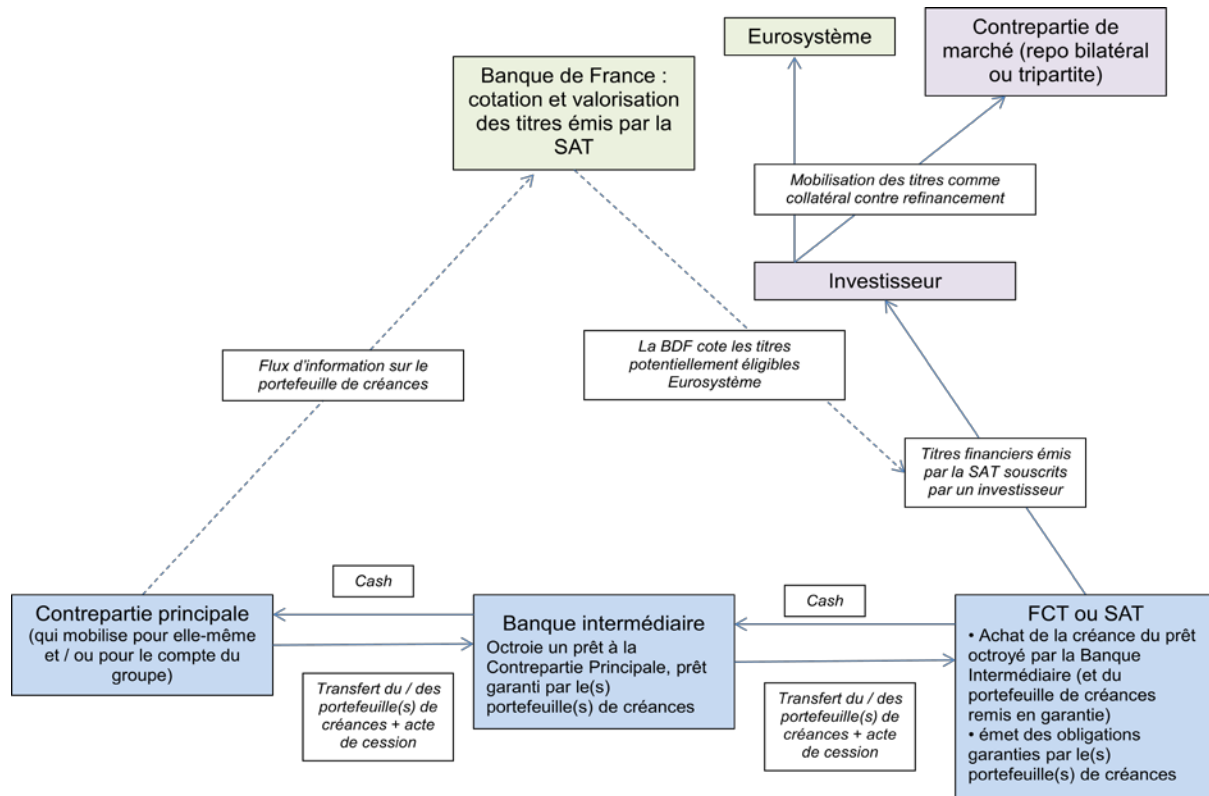 Eurosystème
Contrepartie de
marché (repo bilatéral
ou tripartite)
Banque de France :
cotation et valorisation
des titres émis par la
SAT
Mobilisation des titres comme
collatéral contre refinancement
Investisseur
Flux d'information sur le
portefeuille de créances
La BDF cote les titres
potentiellement éligibles
Eurosystème
Titres financiers émis
par la SAT souscrits
par un investisseur
Cash
Cash
Contrepartie principale
(qui mobilise pour elle-même
et / ou pour le compte du
groupe)
Banque intermédiaire
Octroie un prêt à la
Contrepartie Principale, prêt
garanti par le(s)
portefeuille(s) de créances
FCT ou SAT
• Achat de la créance du prêt
octroyé par la Banque
Intermédiaire (et du
portefeuille de créances
remis en garantie)
• émet des obligations
garanties par le(s)
portefeuille(s) de créances
Transfert du / des
portefeuille(s) de
créances + acte
de cession
Transfert du / des
portefeuille(s) de
créances + acte
de cession